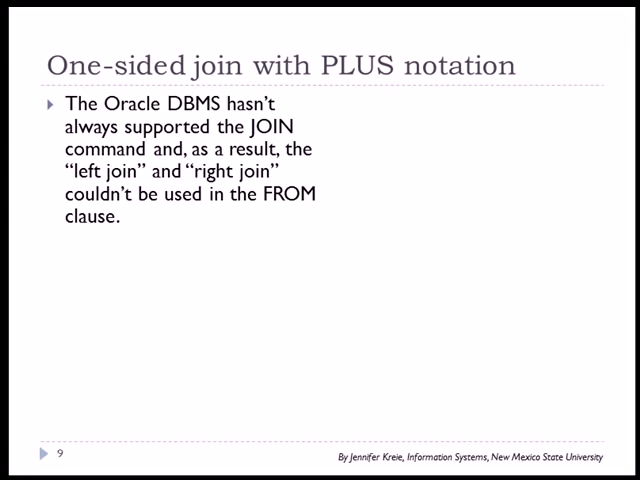 One-sided join with PLUS notation
The Oracle DBMS hasn't
always supported the JOIN
command and, as a result, the
“left join” and “right join”
couldn't be used in the FROM
clause.
9
By Jennifer Kreie, Information Systems, New Mexico State University